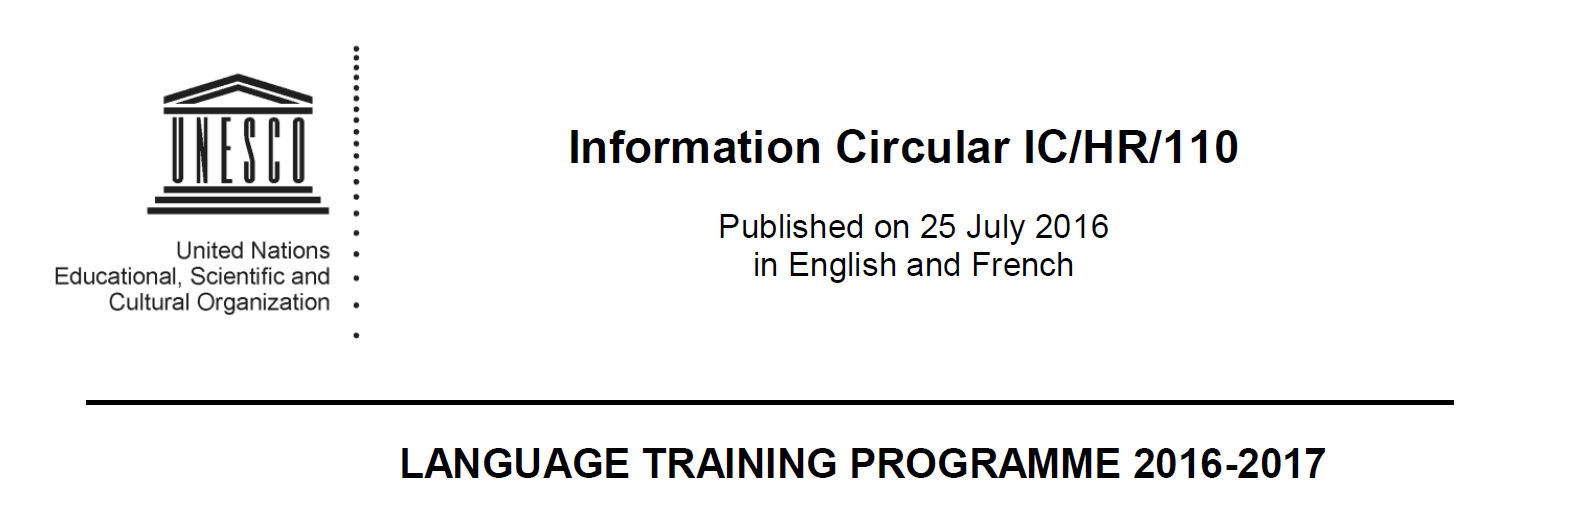 UNESCO
United Nations
Educational, Scientific and
Cultural Organization
Information Circular IC/HR/110
Published on 25 July 2016
in English and French
LANGUAGE TRAINING PROGRAMME 2016-2017